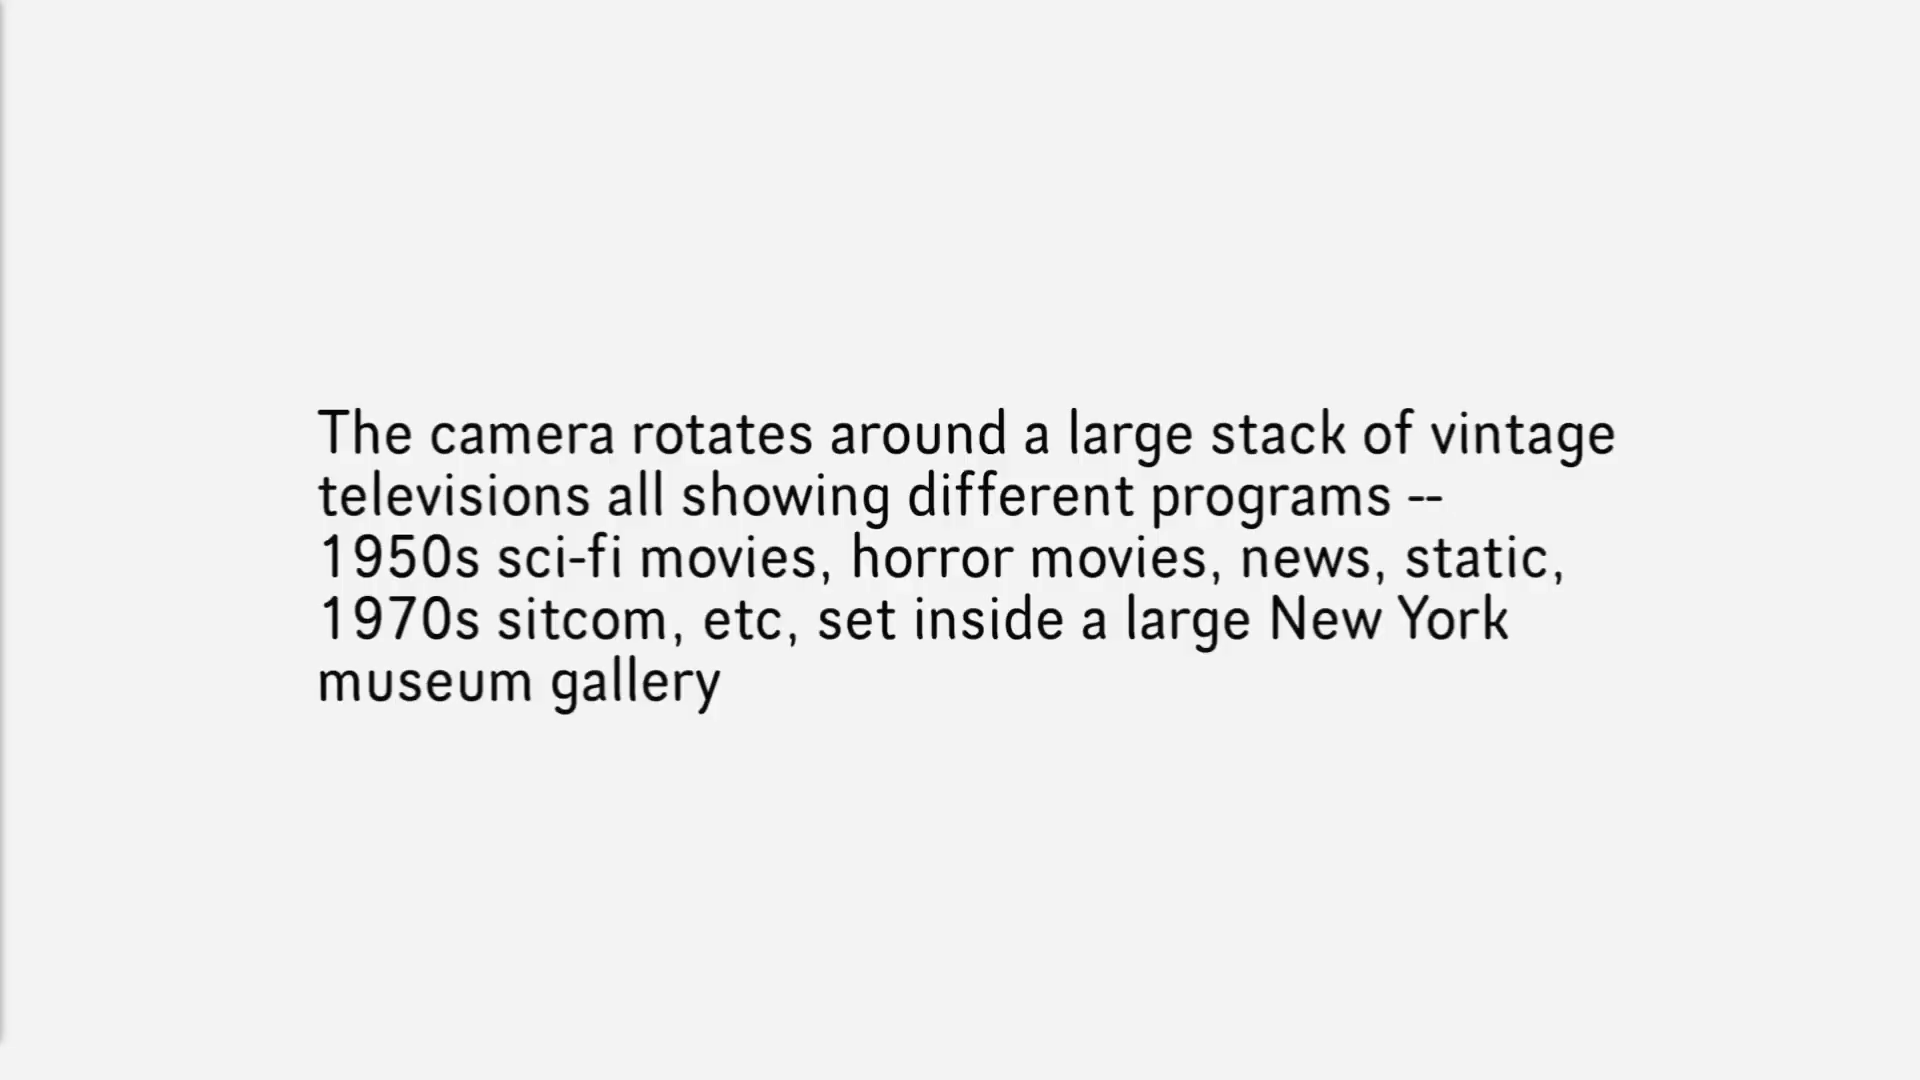 The camera rotates around a large stack of vintage
televisions all showing different programs --
1950s sci-fi movies, horror movies, news, static,
1970s sitcom, etc, set inside a large New York
museum gallery